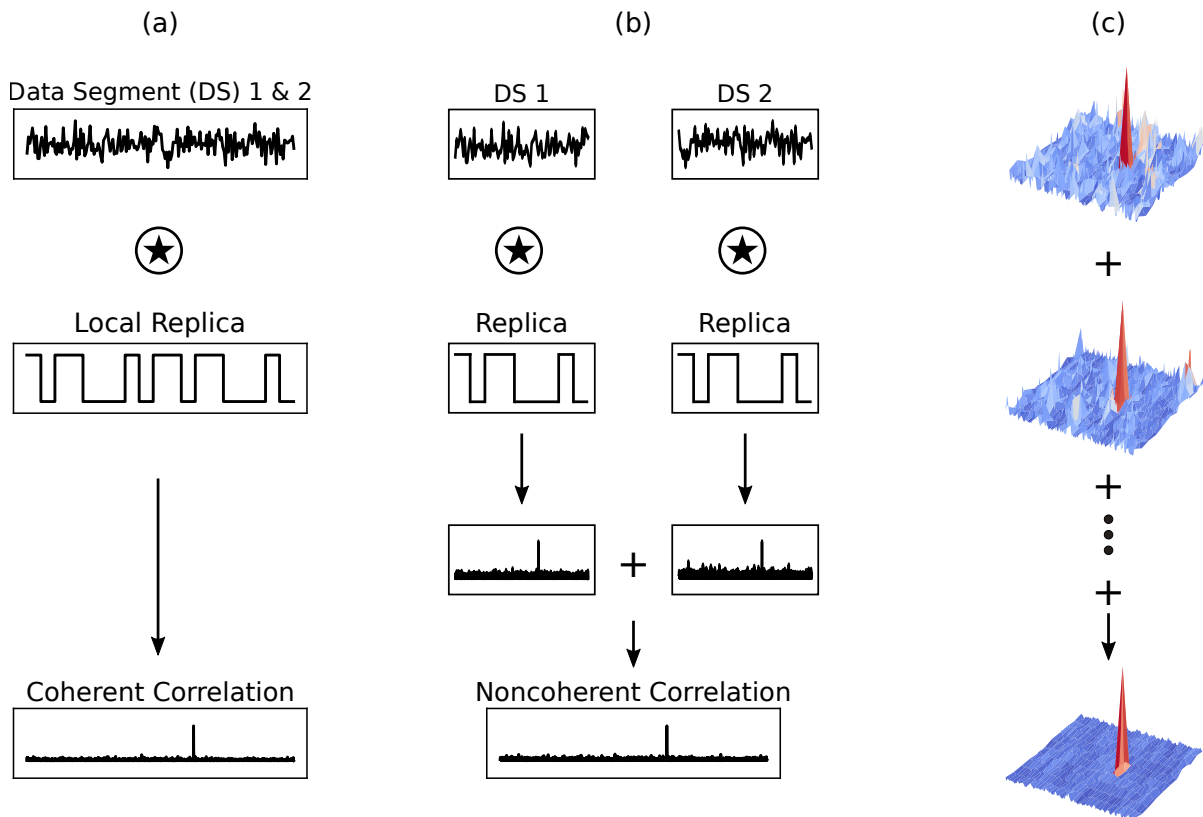 (a)
(b)
(c)
Data Segment (DS) 1 & 2
DS 1
DS 2
Local Replica
Replica
Replica
+
+
+
+
+
Coherent Correlation
Noncoherent Correlation